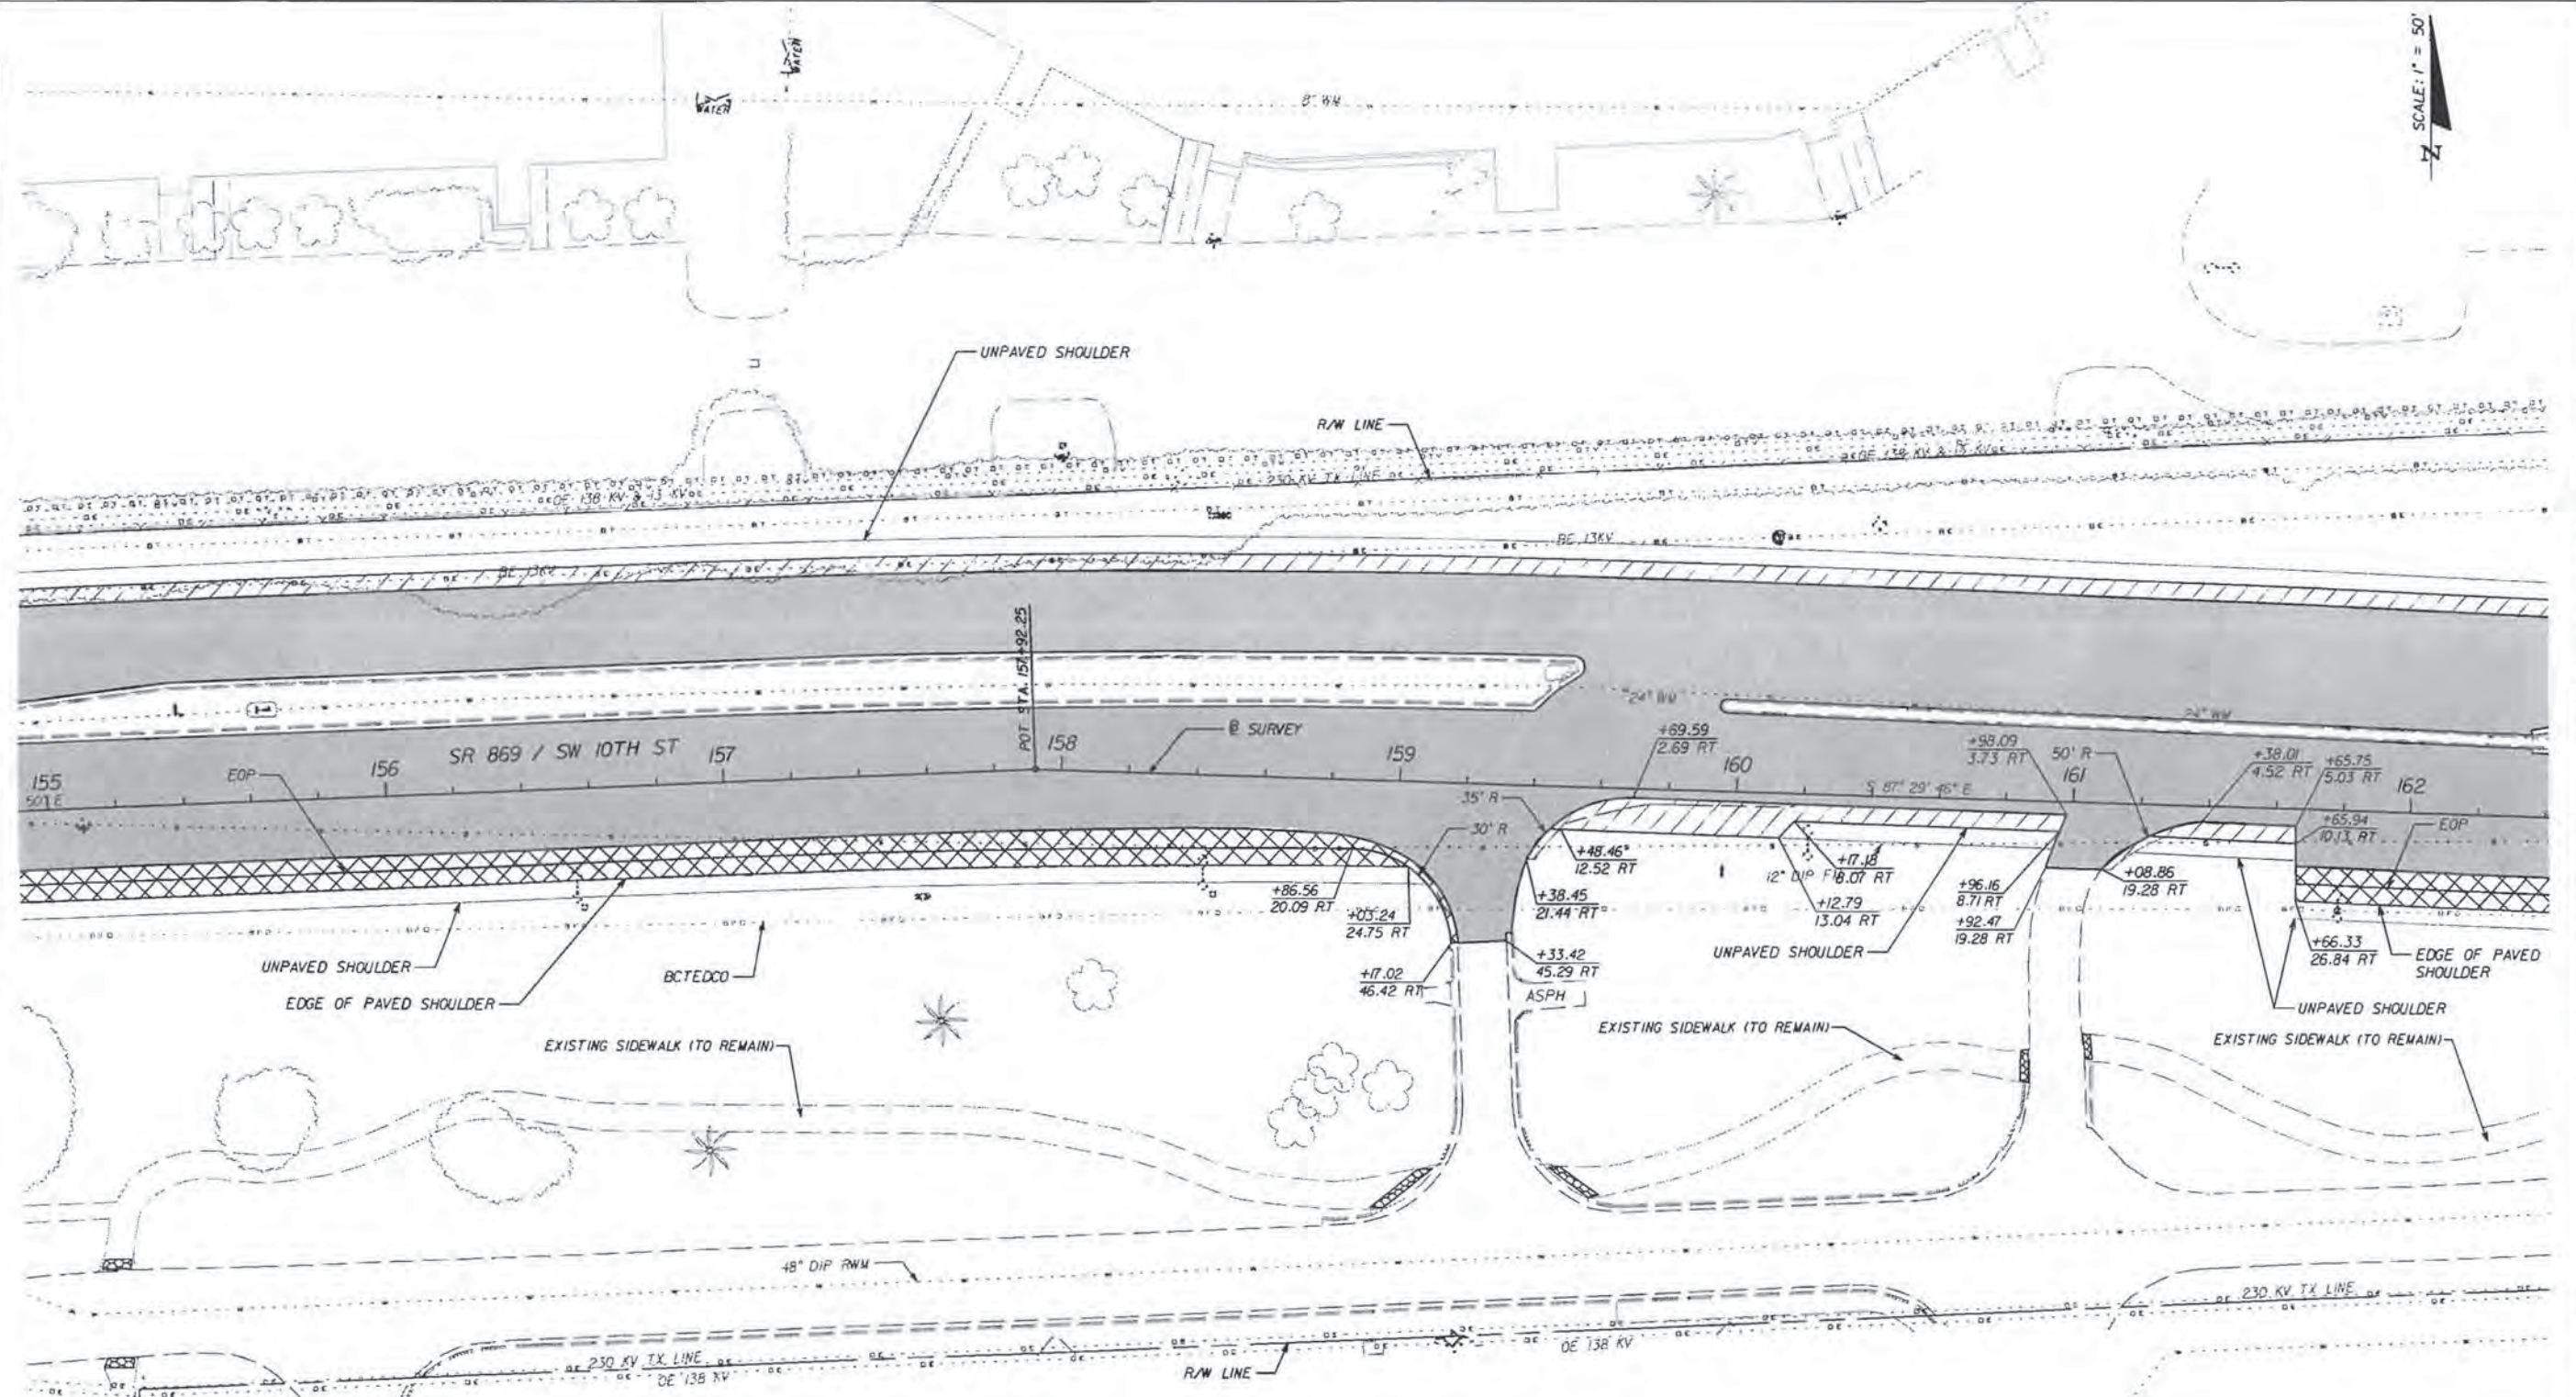 SCALE: 1" = 50'
N
WATER
WATER
8" WM
UNPAVED SHOULDER
R/W LINE
OE 138 KV & 13 KV
230 KV TX LINE
OE 138 KV & 13 KV
BE 13KV
BE 13KV
POT STA. 157+92.25
24" WM
24" WM
℄ SURVEY
SR 869 / SW 10TH ST
155
156
157
158
159
160
161
162
EOP
+69.59
2.69 RT
+98.09
3.73 RT
50' R
+38.01
4.52 RT
+65.75
5.03 RT
S 87° 29' 46" E
35' R
30' R
+65.94
10.13 RT
EOP
+48.46
12.52 RT
+17.18
8.07 RT
+86.56
20.09 RT
+03.24
24.75 RT
+38.45
21.44 RT
+12.79
13.04 RT
+96.16
8.71 RT
+92.47
19.28 RT
+08.86
19.28 RT
+17.02
46.42 RT
+33.42
45.29 RT
+66.33
26.84 RT
UNPAVED SHOULDER
EDGE OF PAVED SHOULDER
BCTEDCO
ASPH
UNPAVED SHOULDER
EDGE OF PAVED
SHOULDER
UNPAVED SHOULDER
EXISTING SIDEWALK (TO REMAIN)
EXISTING SIDEWALK (TO REMAIN)
EXISTING SIDEWALK (TO REMAIN)
48" DIP RWM
230 KV TX LINE
OE 138 KV
R/W LINE
OE 138 KV
230 KV TX LINE